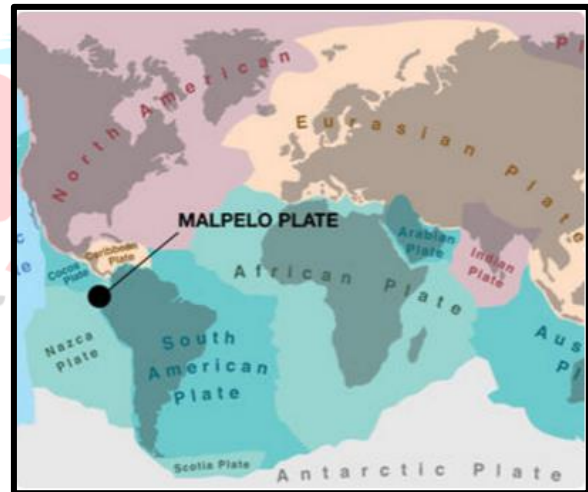 North American
Eurasian Plate
MALPELO PLATE
Caribbean
Plate
Cocos
Plate
Arabian
Plate
Indian
Plate
African Plate
Nazca
Plate
South
American
Plate
Scotia Plate
Antarctic Plate